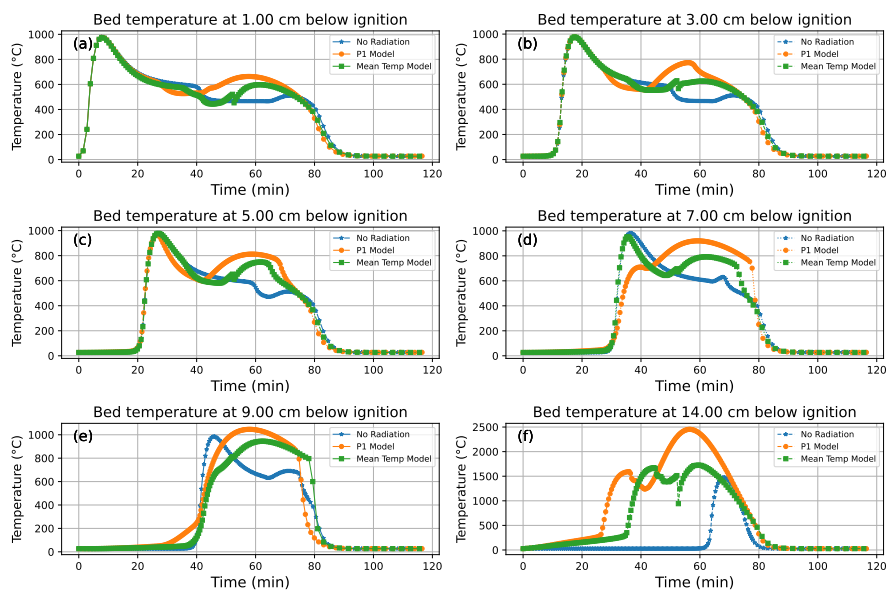 Bed temperature at 1.00 cm below ignition
(a)
No Radiation
P1 Model
Mean Temp Model
Temperature (°C)
1000
800
600
400
200
0
0 20 40 60 80 100 120
Time (min)
Bed temperature at 3.00 cm below ignition
(b)
No Radiation
P1 Model
Mean Temp Model
Temperature (°C)
1000
800
600
400
200
0
0 20 40 60 80 100 120
Time (min)
Bed temperature at 5.00 cm below ignition
(c)
No Radiation
P1 Model
Mean Temp Model
Temperature (°C)
1000
800
600
400
200
0
0 20 40 60 80 100 120
Time (min)
Bed temperature at 7.00 cm below ignition
(d)
No Radiation
P1 Model
Mean Temp Model
Temperature (°C)
1000
800
600
400
200
0
0 20 40 60 80 100 120
Time (min)
Bed temperature at 9.00 cm below ignition
(e)
No Radiation
P1 Model
Mean Temp Model
Temperature (°C)
1000
800
600
400
200
0
0 20 40 60 80 100 120
Time (min)
Bed temperature at 14.00 cm below ignition
(f)
No Radiation
P1 Model
Mean Temp Model
Temperature (°C)
2500
2000
1500
1000
500
0
0 20 40 60 80 100 120
Time (min)